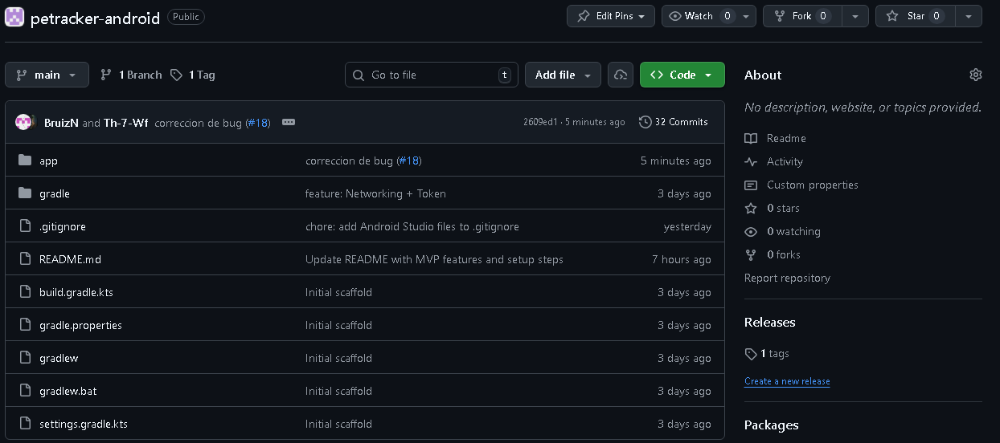 petracker-android Public Edit Pins Watch 0 Fork 0 Star 0
main 1 Branch 1 Tag Go to file t Add file Code
BruizN and Th-7-Wf correccion de bug (#18) 2609ed1 · 5 minutes ago 32 Commits
app correccion de bug (#18) 5 minutes ago
gradle feature: Networking + Token 3 days ago
.gitignore chore: add Android Studio files to .gitignore yesterday
README.md Update README with MVP features and setup steps 7 hours ago
build.gradle.kts Initial scaffold 3 days ago
gradle.properties Initial scaffold 3 days ago
gradlew Initial scaffold 3 days ago
gradlew.bat Initial scaffold 3 days ago
settings.gradle.kts Initial scaffold 3 days ago
About
No description, website, or topics provided.
Readme
Activity
Custom properties
0 stars
0 watching
0 forks
Report repository
Releases
1 tags
Create a new release
Packages